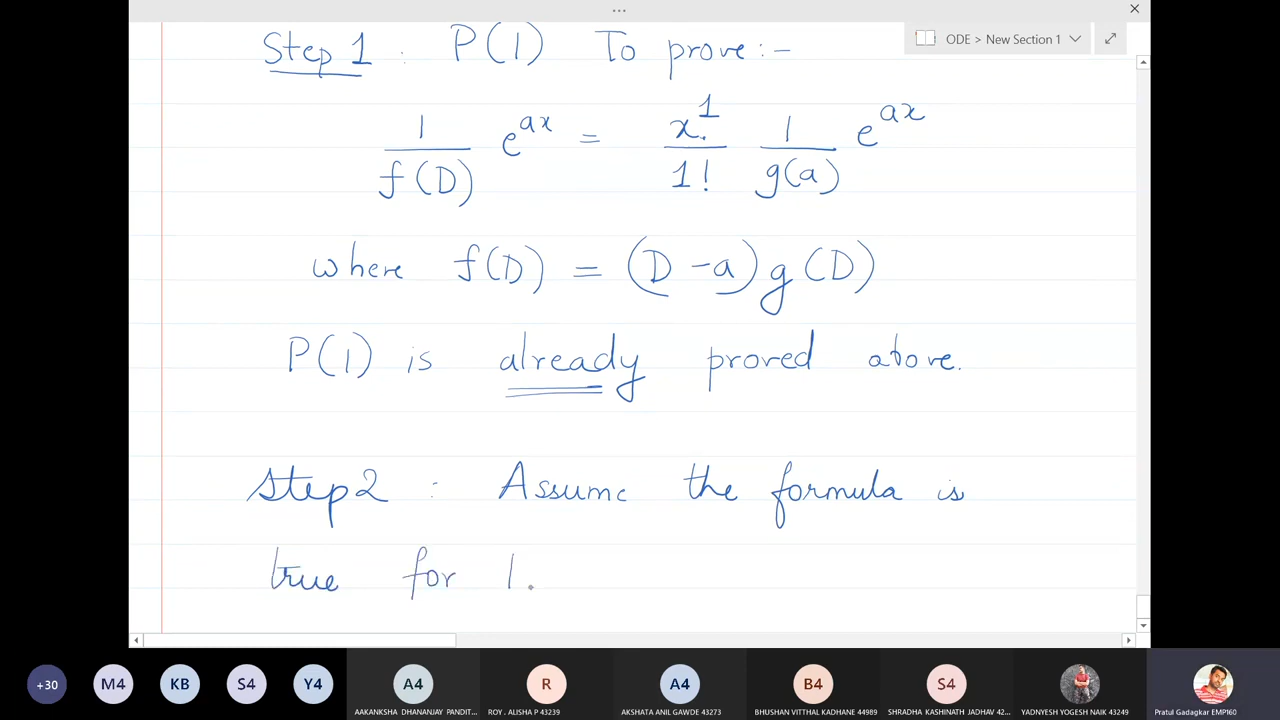 ...
ODE > New Section 1
Step 1 : P(1) To prove :-
1/f(D) e^{ax} = x^1/1! 1/g(a) e^{ax}
where f(D) = (D - a) g(D)
P(1) is already proved above.
Step 2 : Assume the formula is
true for 1.
+30 M4 KB S4 Y4 A4 R A4 B4 S4
AAKANKSHA DHANANJAY PANDIT... ROY . ALISHA P 43239 AKSHATA ANIL GAWDE 43273 BHUSHAN VITTHAL KADHANE 44989 SHRADHA KASHINATH JADHAV 42... YADNYESH YOGESH NAIK 43249 Pratul Gadagkar EMP160